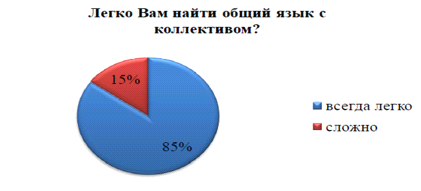 Легко Вам найти общий язык с
коллективом?
15%
85%
всегда легко
сложно